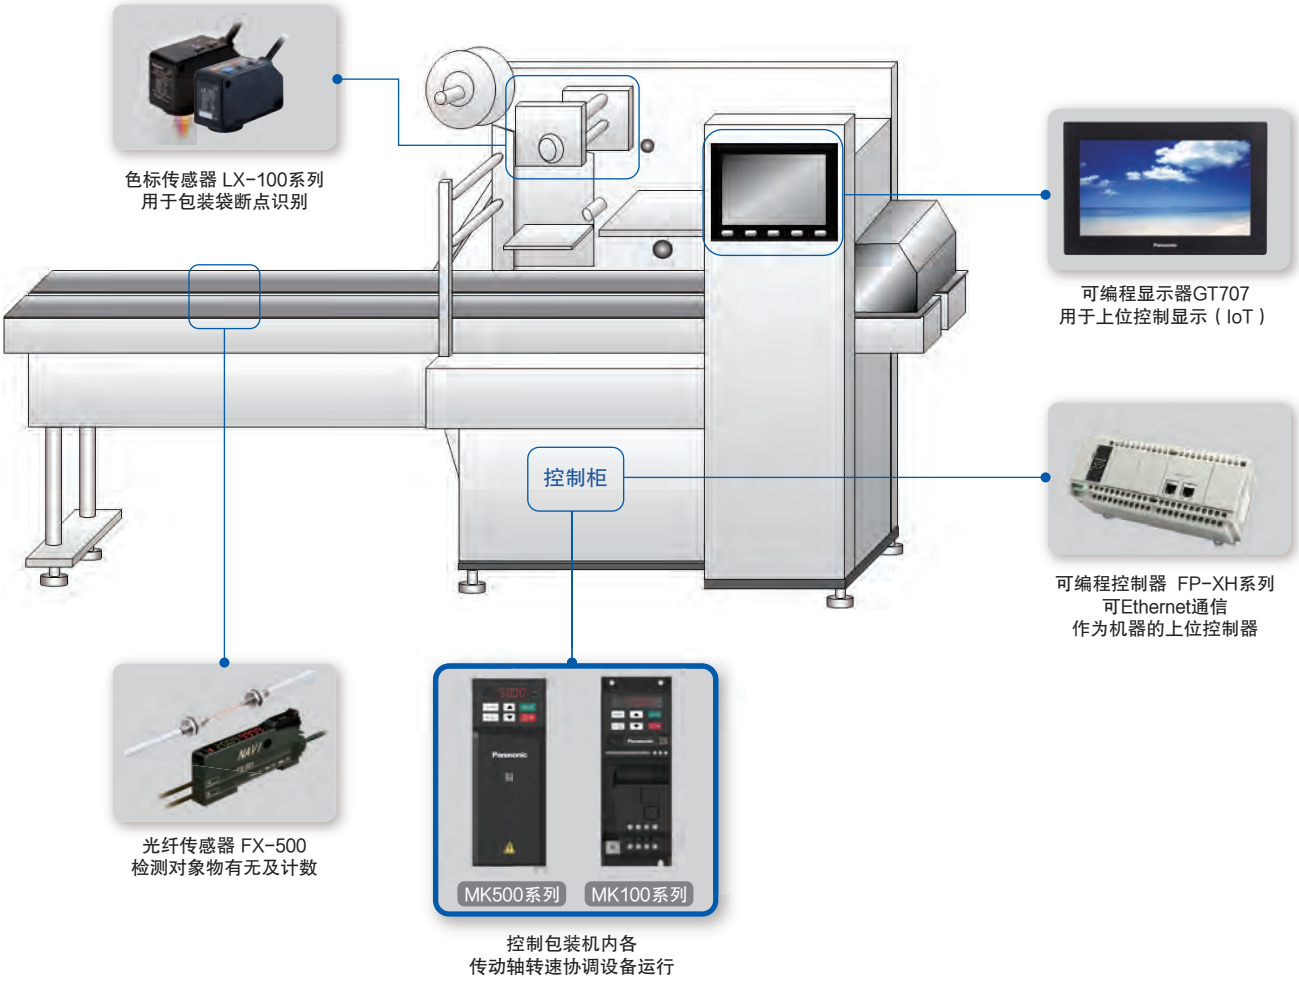 色标传感器 LX-100系列
用于包装袋断点识别
Panasonic
可编程显示器GT707
用于上位控制显示（IoT）
控制柜
可编程控制器 FP-XH系列
可Ethernet通信
作为机器的上位控制器
NAVI
光纤传感器 FX-500
检测对象物有无及计数
Panasonic
Panasonic
MK500系列
MK100系列
控制包装机内各
传动轴转速协调设备运行